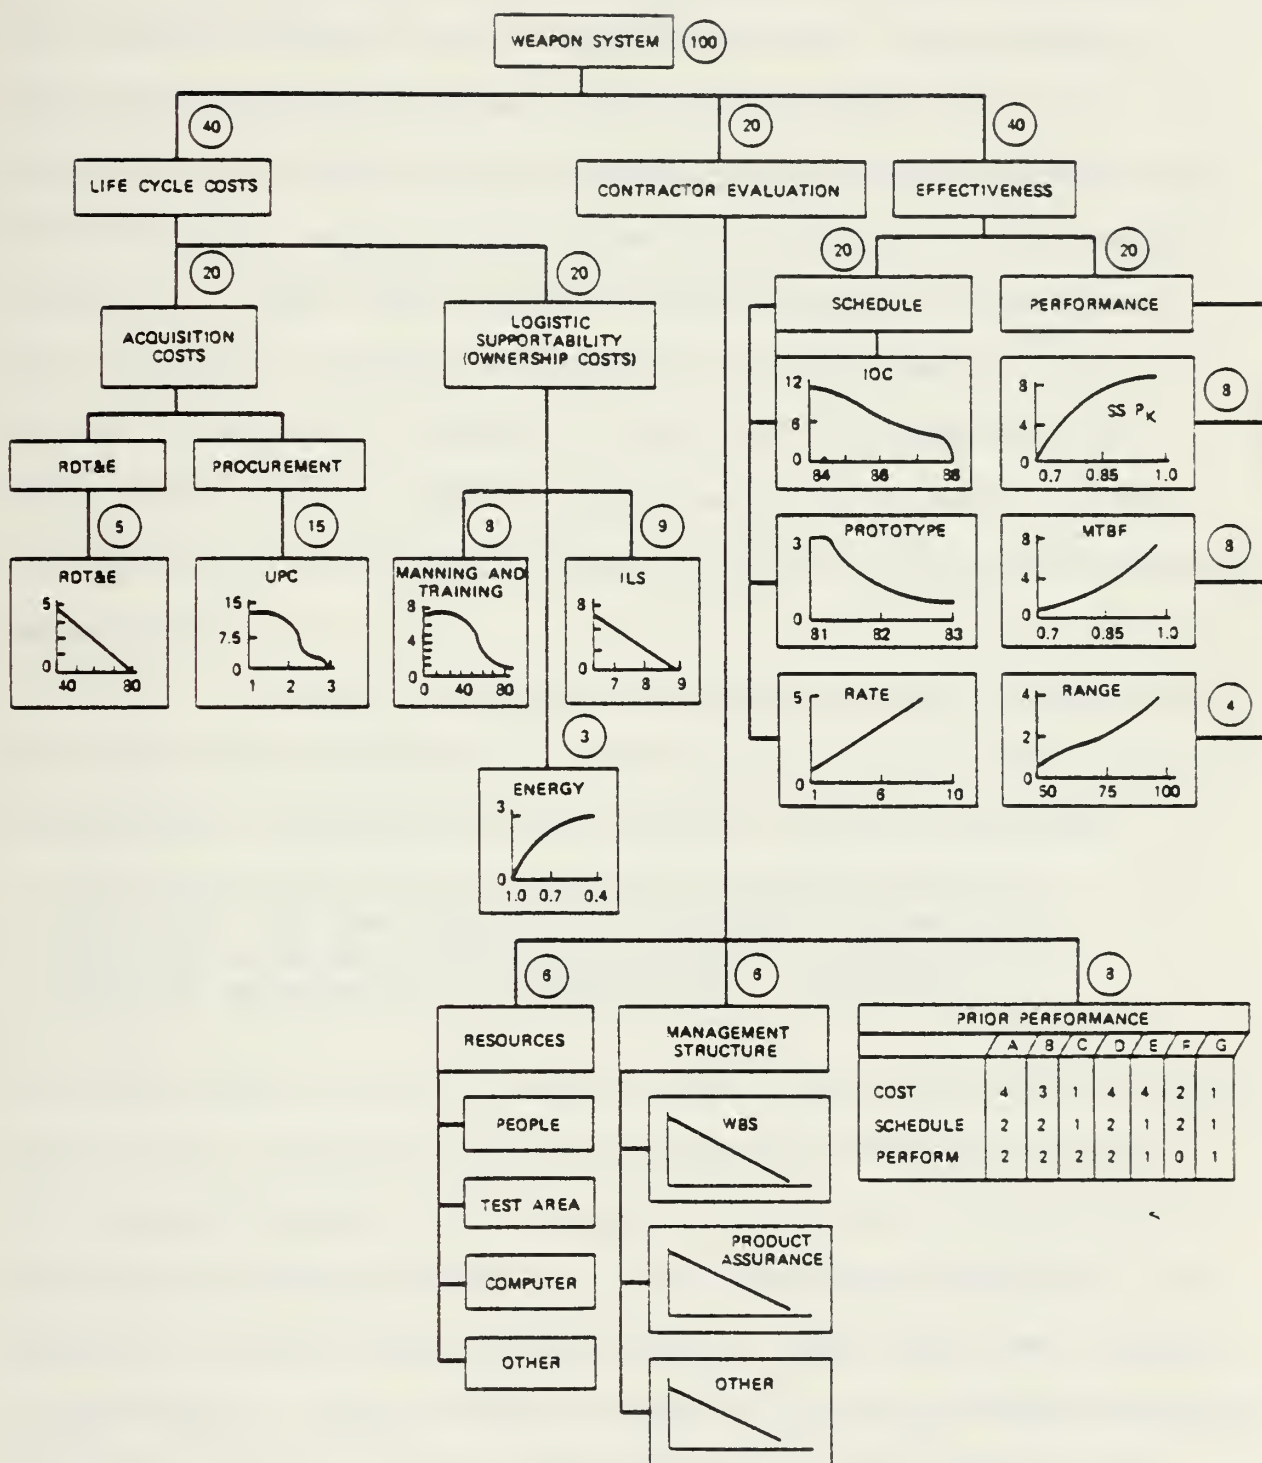 WEAPON SYSTEM 100
40 20 40
LIFE CYCLE COSTS CONTRACTOR EVALUATION EFFECTIVENESS
20 20 20 20
ACQUISITION
COSTS
LOGISTIC
SUPPORTABILITY
(OWNERSHIP COSTS)
SCHEDULE
PERFORMANCE
RDT&E PROCUREMENT
5 15 8 9
RDT&E
5
0
40 80
UPC
15
7.5
0
1 2 3
MANNING AND
TRAINING
8
4
0
0 40 80
ILS
7 8 9
3
ENERGY
3
0
1.0 0.7 0.4
IOC
12
6
0
84 86 88
PROTOTYPE
3
0
81 82 83
RATE
5
0
1 6 10
8
SS PK
8
4
0
0.7 0.85 1.0
8
MTBF
8
4
0
0.7 0.85 1.0
4
RANGE
4
2
0
50 75 100
6 6 8
RESOURCES
PEOPLE
TEST AREA
COMPUTER
OTHER
MANAGEMENT
STRUCTURE
WBS
PRODUCT
ASSURANCE
OTHER
PRIOR PERFORMANCE
A B C D E F G
COST 4 3 1 4 4 2 1
SCHEDULE 2 2 1 2 1 2 1
PERFORM 2 2 2 2 1 0 1